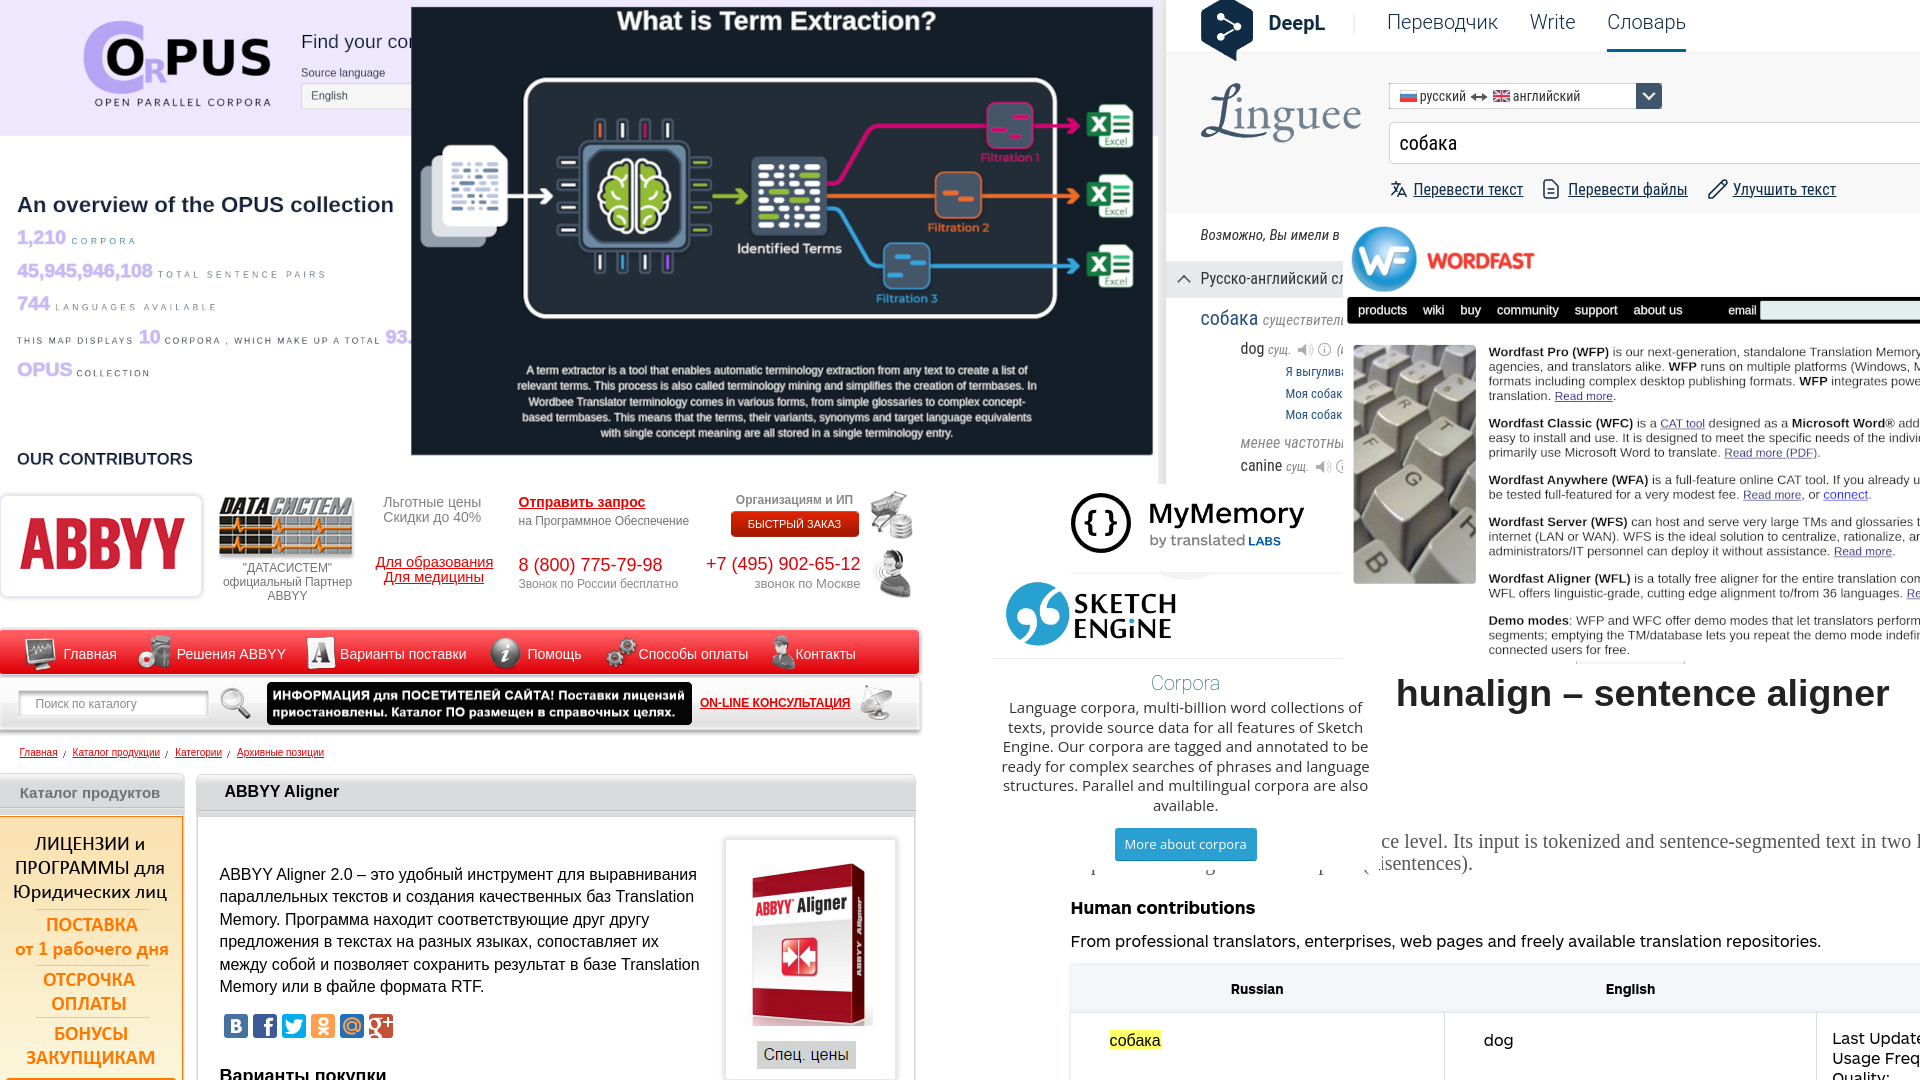 CORPUS
OPEN PARALLEL CORPORA
Find your cor
Source language
English
An overview of the OPUS collection
1,210 CORPORA
45,945,946,108 TOTAL SENTENCE PAIRS
744 LANGUAGES AVAILABLE
THIS MAP DISPLAYS 10 CORPORA , WHICH MAKE UP A TOTAL 93.
OPUS COLLECTION
OUR CONTRIBUTORS
What is Term Extraction?
Identified Terms
Filtration 1
Filtration 2
Filtration 3
Excel
Excel
Excel
A term extractor is a tool that enables automatic terminology extraction from any text to create a list of
relevant terms. This process is also called terminology mining and simplifies the creation of termbases. In
Wordbee Translator terminology comes in various forms, from simple glossaries to complex concept-
based termbases. This means that the terms, their variants, synonyms and target language equivalents
with single concept meaning are all stored in a single terminology entry.
DeepL
Переводчик Write Словарь
Linguee
русский английский
собака
Перевести текст Перевести файлы Улучшить текст
Возможно, Вы имели в
Русско-английский сл
собака существитель
dog сущ.
Я выгулива
Моя собак
Моя собак
менее частотны
canine сущ.
WF WORDFAST
products wiki buy community support about us email
Wordfast Pro (WFP) is our next-generation, standalone Translation Memory
agencies, and translators alike. WFP runs on multiple platforms (Windows, M
formats including complex desktop publishing formats. WFP integrates powe
translation. Read more.
Wordfast Classic (WFC) is a CAT tool designed as a Microsoft Word® add
easy to install and use. It is designed to meet the specific needs of the indivi
primarily use Microsoft Word to translate. Read more (PDF).
Wordfast Anywhere (WFA) is a full-feature online CAT tool. If you already u
be tested full-featured for a very modest fee. Read more, or connect.
Wordfast Server (WFS) can host and serve very large TMs and glossaries t
internet (LAN or WAN). WFS is the ideal solution to centralize, rationalize, an
administrators/IT personnel can deploy it without assistance. Read more.
Wordfast Aligner (WFL) is a totally free aligner for the entire translation com
WFL offers linguistic-grade, cutting edge alignment to/from 36 languages. Re
Demo modes: WFP and WFC offer demo modes that let translators perform
segments; emptying the TM/database lets you repeat the demo mode indefin
connected users for free.
ABBYY
DATAСИСТЕМ
"ДАТАСИСТЕМ"
официальный Партнер
ABBYY
Льготные цены
Скидки до 40%
Для образования
Для медицины
Отправить запрос
на Программное Обеспечение
8 (800) 775-79-98
Звонок по России бесплатно
Организациям и ИП
БЫСТРЫЙ ЗАКАЗ
+7 (495) 902-65-12
звонок по Москве
Главная Решения ABBYY Варианты поставки Помощь Способы оплаты Контакты
Поиск по каталогу
ИНФОРМАЦИЯ для ПОСЕТИТЕЛЕЙ САЙТА! Поставки лицензий
приостановлены. Каталог ПО размещен в справочных целях.
ON-LINE КОНСУЛЬТАЦИЯ
Главная / Каталог продукции / Категории / Архивные позиции
Каталог продуктов
ЛИЦЕНЗИИ и
ПРОГРАММЫ для
Юридических лиц
ПОСТАВКА
от 1 рабочего дня
ОТСРОЧКА
ОПЛАТЫ
БОНУСЫ
ЗАКУПЩИКАМ
ABBYY Aligner
ABBYY Aligner 2.0 – это удобный инструмент для выравнивания
параллельных текстов и создания качественных баз Translation
Memory. Программа находит соответствующие друг другу
предложения в текстах на разных языках, сопоставляет их
между собой и позволяет сохранить результат в базе Translation
Memory или в файле формата RTF.
ABBYY Aligner
ABBYY Aligner
Спец. цены
Варианты покупки
MyMemory
by translated LABS
SKETCH
ENGINE
Corpora
Language corpora, multi-billion word collections of
texts, provide source data for all features of Sketch
Engine. Our corpora are tagged and annotated to be
ready for complex searches of phrases and language
structures. Parallel and multilingual corpora are also
available.
More about corpora
hunalign – sentence aligner
ce level. Its input is tokenized and sentence-segmented text in two l
isentences).
Human contributions
From professional translators, enterprises, web pages and freely available translation repositories.
Russian English
собака dog Last Update
Usage Freq
Quality: